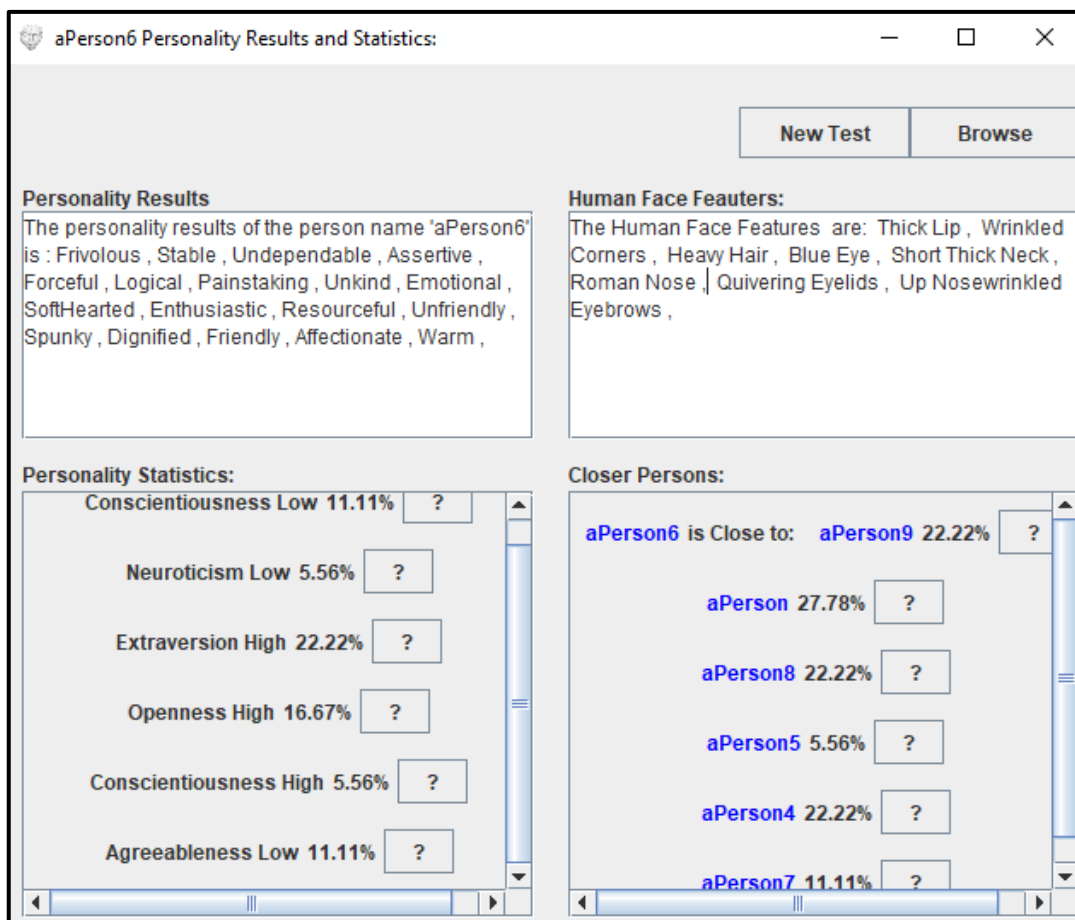 aPerson6 Personality Results and Statistics:
New Test
Browse
Personality Results
The personality results of the person name 'aPerson6'
is : Frivolous , Stable , Undependable , Assertive ,
Forceful , Logical , Painstaking , Unkind , Emotional ,
SoftHearted , Enthusiastic , Resourceful , Unfriendly ,
Spunky , Dignified , Friendly , Affectionate , Warm ,
Human Face Feauters:
The Human Face Features are: Thick Lip , Wrinkled
Corners , Heavy Hair , Blue Eye , Short Thick Neck ,
Roman Nose , Quivering Eyelids , Up Nosewrinkled
Eyebrows ,
Personality Statistics:
Conscientiousness Low 11.11% ?
Neuroticism Low 5.56% ?
Extraversion High 22.22% ?
Openness High 16.67% ?
Conscientiousness High 5.56% ?
Agreeableness Low 11.11% ?
Closer Persons:
aPerson6 is Close to: aPerson9 22.22% ?
aPerson 27.78% ?
aPerson8 22.22% ?
aPerson5 5.56% ?
aPerson4 22.22% ?
aPerson7 11.11% ?